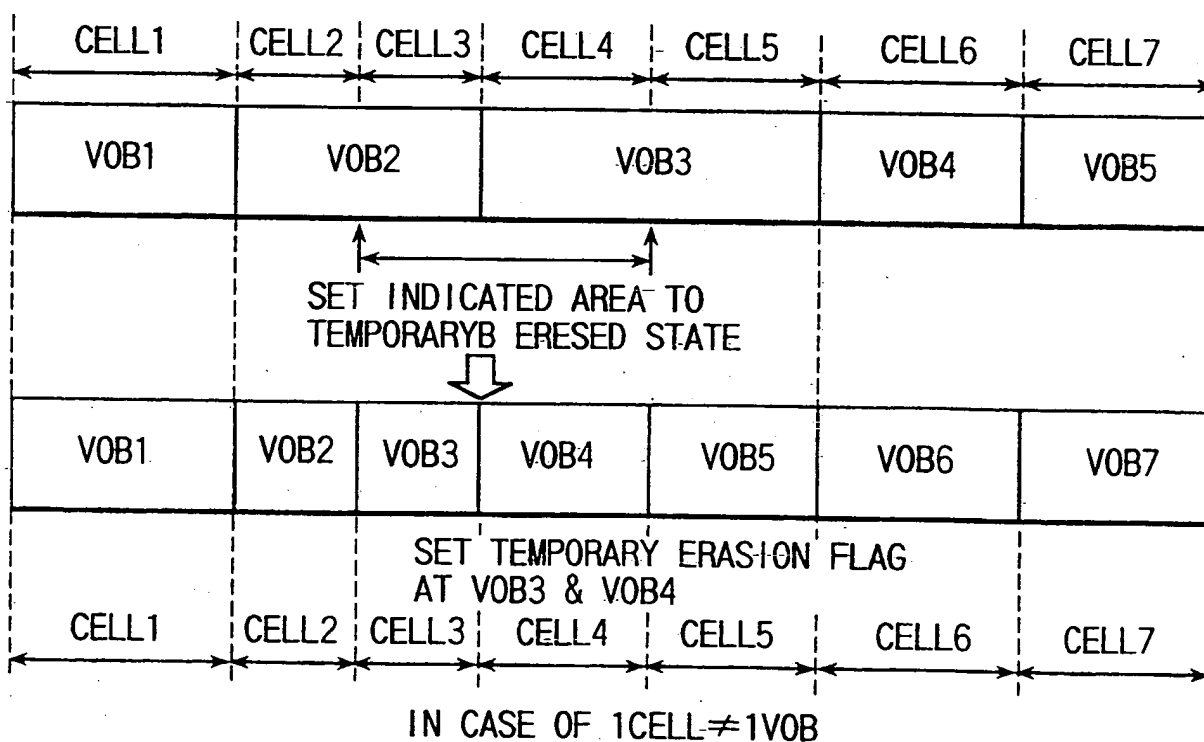 CELL1 CELL2 CELL3 CELL4 CELL5 CELL6 CELL7
VOB1 VOB2 VOB3 VOB4 VOB5
SET INDICATED AREA TO
TEMPORARYB ERESED STATE
VOB1 VOB2 VOB3 VOB4 VOB5 VOB6 VOB7
SET TEMPORARY ERASION FLAG
AT VOB3 & VOB4
CELL1 CELL2 CELL3 CELL4 CELL5 CELL6 CELL7
IN CASE OF 1CELL≠1VOB